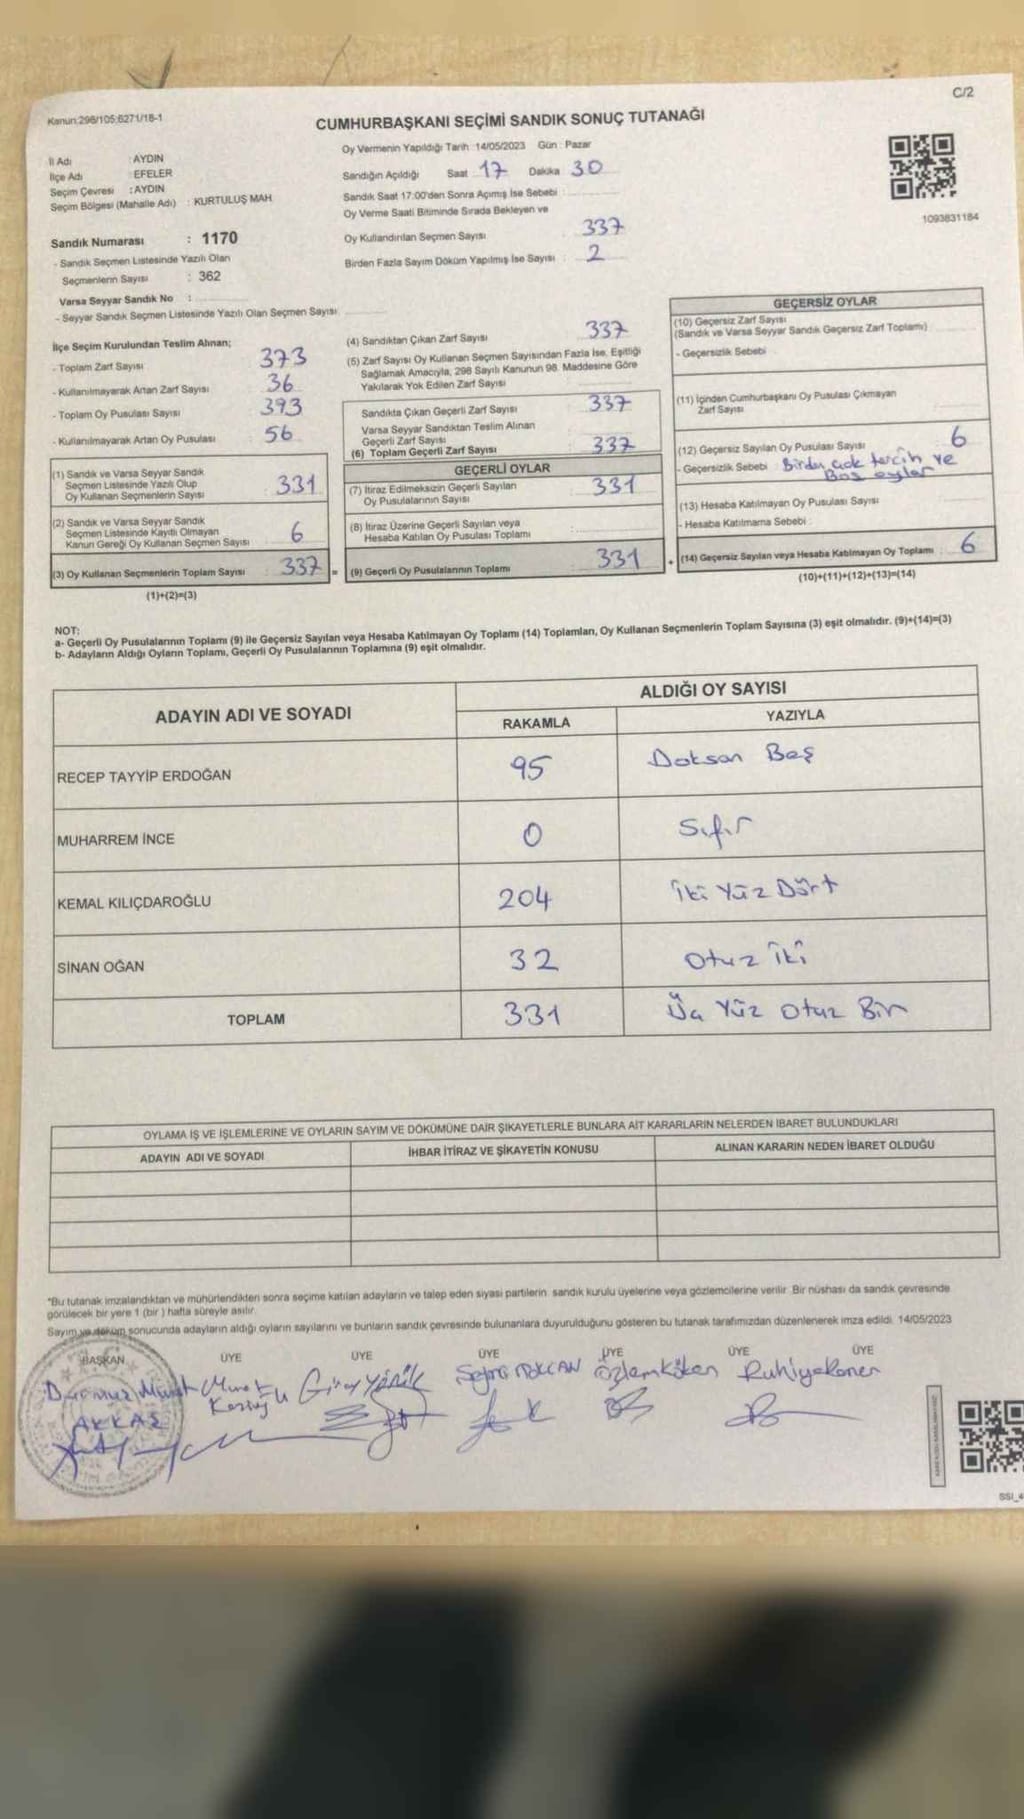 C/2
Kanun:298/105;6271/18-1
CUMHURBAŞKANI SEÇİMİ SANDIK SONUÇ TUTANAĞI
İl Adı : AYDIN
İlçe Adı : EFELER
Seçim Çevresi : AYDIN
Seçim Bölgesi (Mahalle Adı) : KURTULUŞ MAH
Sandık Numarası : 1170
- Sandık Seçmen Listesinde Yazılı Olan
Seçmenlerin Sayısı : 362
Varsa Seyyar Sandık No :
- Seyyar Sandık Seçmen Listesinde Yazılı Olan Seçmen Sayısı:
Oy Vermenin Yapıldığı Tarih :14/05/2023 Gün : Pazar
Sandığın Açıldığı Saat 17 Dakika 30
Sandık Saat 17:00'den Sonra Açımış İse Sebebi :
Oy Verme Saati Bitiminde Sırada Bekleyen ve
Oy Kullandırılan Seçmen Sayısı : 337
Birden Fazla Sayım Döküm Yapılmış İse Sayısı : 2
1093831184
İlçe Seçim Kurulundan Teslim Alınan;
- Toplam Zarf Sayısı 373
- Kullanılmayarak Artan Zarf Sayısı 36
- Toplam Oy Pusulası Sayısı 393
- Kullanılmayarak Artan Oy Pusulası 56
(1) Sandık ve Varsa Seyyar Sandık
Seçmen Listesinde Yazılı Olup
Oy Kullanan Seçmenlerin Sayısı : 331
(2) Sandık ve Varsa Seyyar Sandık
Seçmen Listesinde Kayıtlı Olmayan
Kanun Gereği Oy Kullanan Seçmen Sayısı : 6
(3) Oy Kullanan Seçmenlerin Toplam Sayısı : 337 =
(1)+(2)=(3)
(4) Sandıktan Çıkan Zarf Sayısı : 337
(5) Zarf Sayısı Oy Kullanan Seçmen Sayısından Fazla İse, Eşitliği
Sağlamak Amacıyla, 298 Sayılı Kanunun 98. Maddesine Göre
Yakılarak Yok Edilen Zarf Sayısı :
Sandıkta Çıkan Geçerli Zarf Sayısı : 337
Varsa Seyyar Sandıktan Teslim Alınan
Geçerli Zarf Sayısı :
(6) Toplam Geçerli Zarf Sayısı : 337
GEÇERLİ OYLAR
(7) İtiraz Edilmeksizin Geçerli Sayılan
Oy Pusulalarının Sayısı : 331
(8) İtiraz Üzerine Geçerli Sayılan veya
Hesaba Katılan Oy Pusulası Toplamı :
(9) Geçerli Oy Pusulalarının Toplamı : 331 +
GEÇERSİZ OYLAR
(10) Geçersiz Zarf Sayısı
(Sandık ve Varsa Seyyar Sandık Geçersiz Zarf Toplamı) :
- Geçersizlik Sebebi :
(11) İçinden Cumhurbaşkanı Oy Pusulası Çıkmayan
Zarf Sayısı :
(12) Geçersiz Sayılan Oy Pusulası Sayısı : 6
- Geçersizlik Sebebi : Birden çok tercih ve
Boş oylar
(13) Hesaba Katılmayan Oy Pusulası Sayısı :
- Hesaba Katılmama Sebebi :
(14) Geçersiz Sayılan veya Hesaba Katılmayan Oy Toplamı : 6
(10)+(11)+(12)+(13)=(14)
NOT:
a- Geçerli Oy Pusulalarının Toplamı (9) ile Geçersiz Sayılan veya Hesaba Katılmayan Oy Toplamı (14) Toplamları, Oy Kullanan Seçmenlerin Toplam Sayısına (3) eşit olmalıdır. (9)+(14)=(3)
b- Adayların Aldığı Oyların Toplamı, Geçerli Oy Pusulalarının Toplamına (9) eşit olmalıdır.
ADAYIN ADI VE SOYADI
ALDIĞI OY SAYISI
RAKAMLA YAZIYLA
RECEP TAYYİP ERDOĞAN 95 Doksan Beş
MUHARREM İNCE 0 Sıfır
KEMAL KILIÇDAROĞLU 204 İki Yüz Dört
SİNAN OĞAN 32 Otuz İki
TOPLAM 331 Üç Yüz Otuz Bir
OYLAMA İŞ VE İŞLEMLERİNE VE OYLARIN SAYIM VE DÖKÜMÜNE DAİR ŞİKAYETLERLE BUNLARA AİT KARARLARIN NELERDEN İBARET BULUNDUKLARI
ADAYIN ADI VE SOYADI İHBAR İTİRAZ VE ŞİKAYETİN KONUSU ALINAN KARARIN NEDEN İBARET OLDUĞU
*Bu tutanak imzalandıktan ve mühürlendikten sonra seçime katılan adayların ve talep eden siyasi partilerin, sandık kurulu üyelerine veya gözlemcilerine verilir. Bir nüshası da sandık çevresinde
görülecek bir yere 1 (bir ) hafta süreyle asılır.
Sayım ve döküm sonucunda adayların aldığı oyların sayılarını ve bunların sandık çevresinde bulunanlara duyurulduğunu gösteren bu tutanak tarafımızdan düzenlenerek imza edildi. 14/05/2023
BAŞKAN ÜYE ÜYE ÜYE ÜYE ÜYE ÜYE
Murat
AKKAŞ